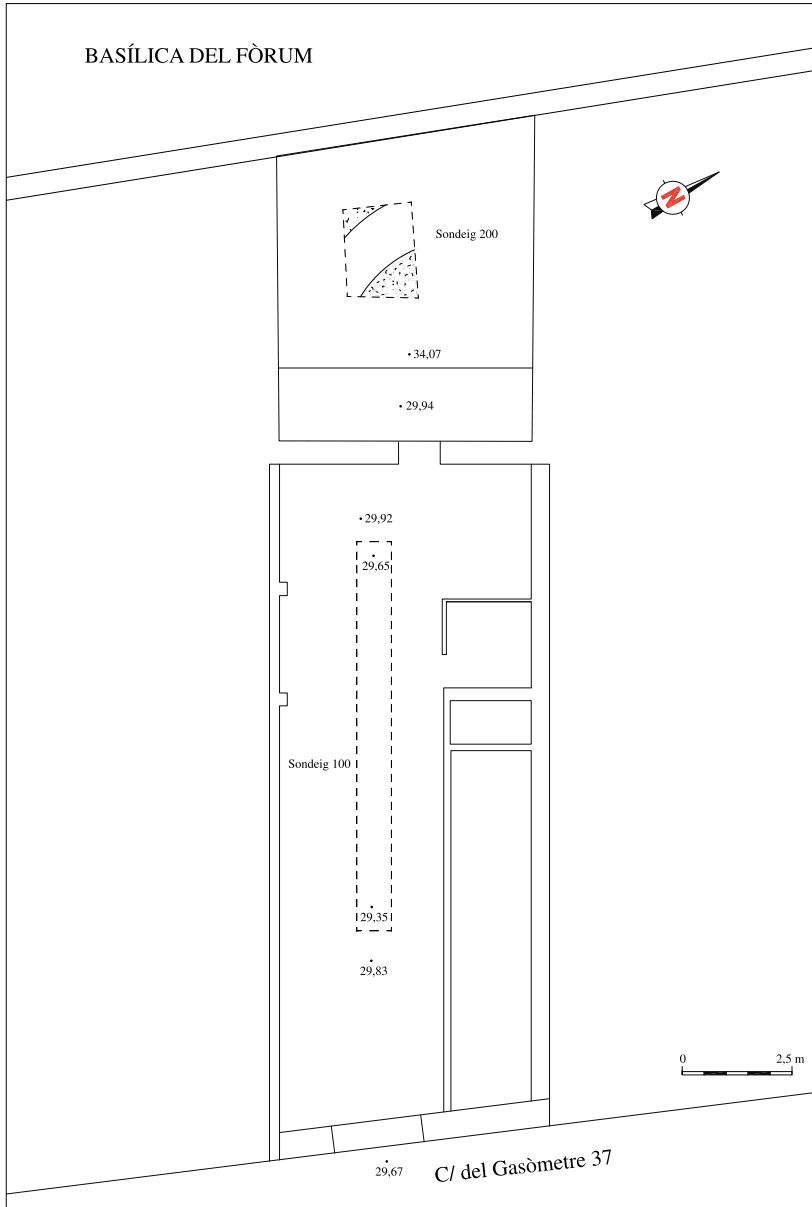 BASÍLICA DEL FÒRUM
N
Sondeig 200
34,07
29,94
29,92
29,65
Sondeig 100
29,35
29,83
0 2,5 m
29,67
C/ del Gasòmetre 37